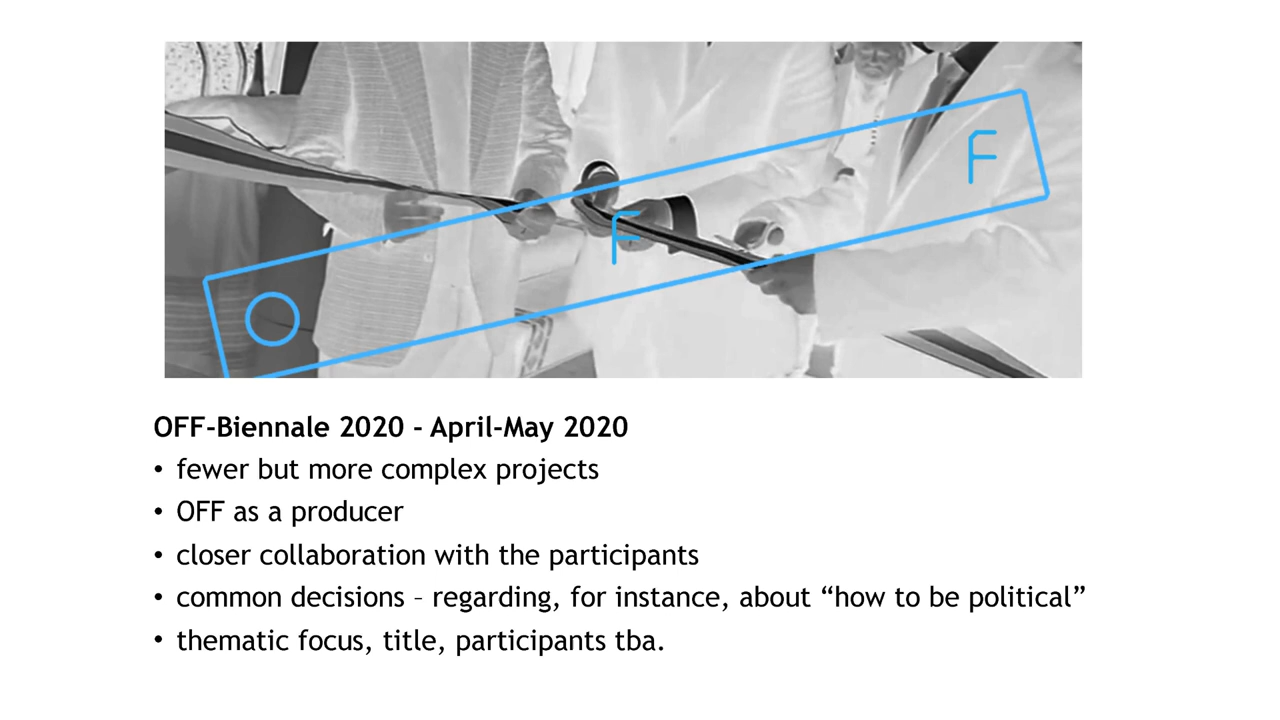 O F F
OFF-Biennale 2020 - April-May 2020
• fewer but more complex projects
• OFF as a producer
• closer collaboration with the participants
• common decisions – regarding, for instance, about “how to be political”
• thematic focus, title, participants tba.